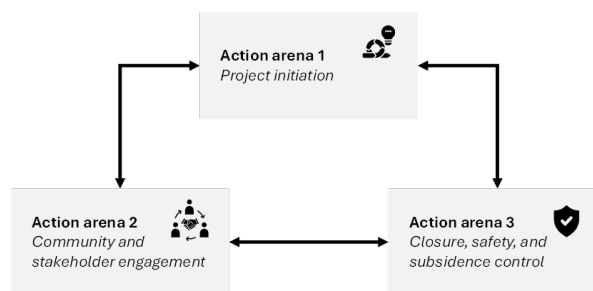 Action arena 1
Project initiation
Action arena 2
Community and
stakeholder engagement
Action arena 3
Closure, safety, and
subsidence control